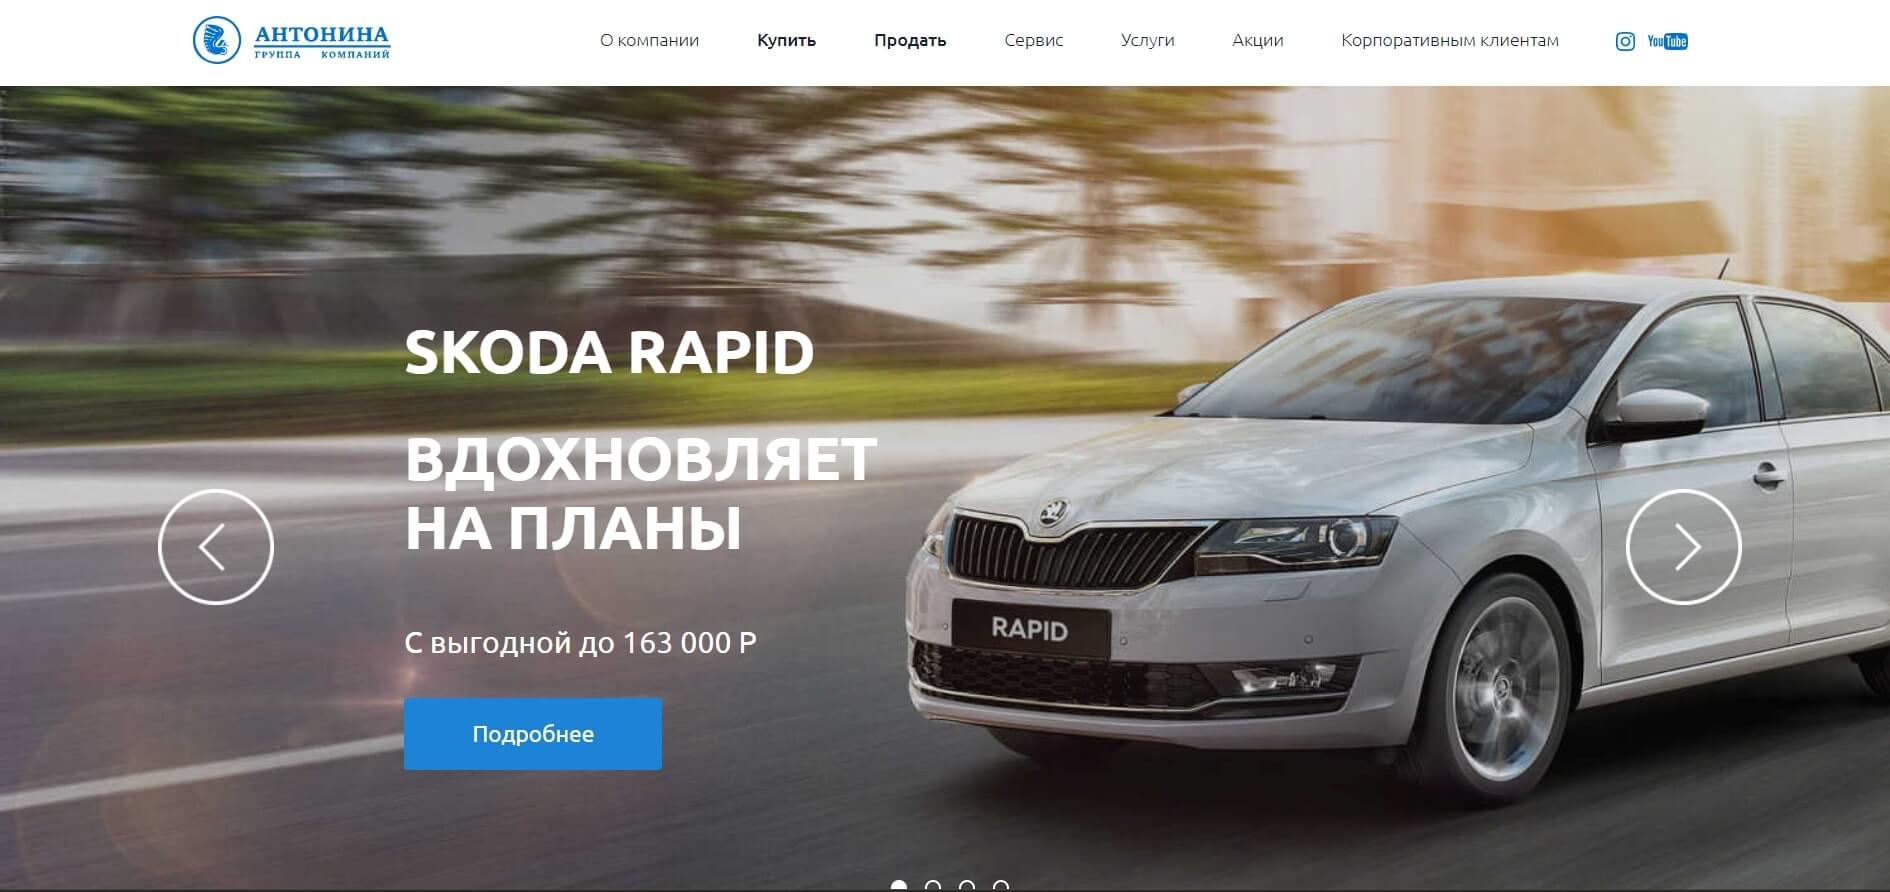 АНТОНИНА
ГРУППА КОМПАНИЙ
О компании Купить Продать Сервис Услуги Акции Корпоративным клиентам YouTube
SKODA RAPID
ВДОХНОВЛЯЕТ
НА ПЛАНЫ
С выгодной до 163 000 Р
Подробнее
RAPID